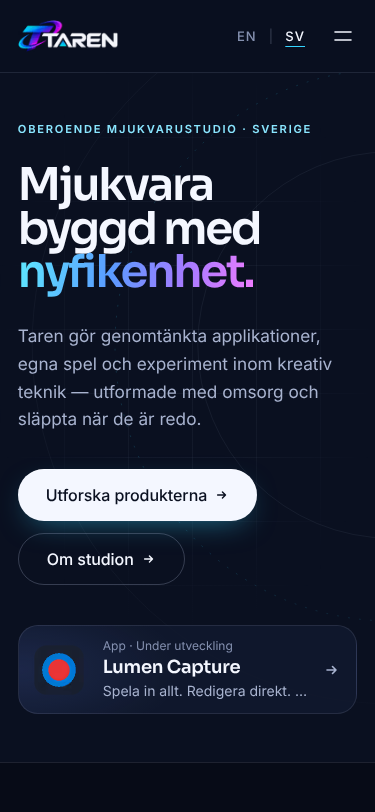 TAREN
EN | SV
OBEROENDE MJUKVARUSTUDIO · SVERIGE
Mjukvara
byggd med
nyfikenhet.
Taren gör genomtänkta applikationer,
egna spel och experiment inom kreativ
teknik — utformade med omsorg och
släppta när de är redo.
Utforska produkterna →
Om studion →
App · Under utveckling
Lumen Capture
Spela in allt. Redigera direkt. ...